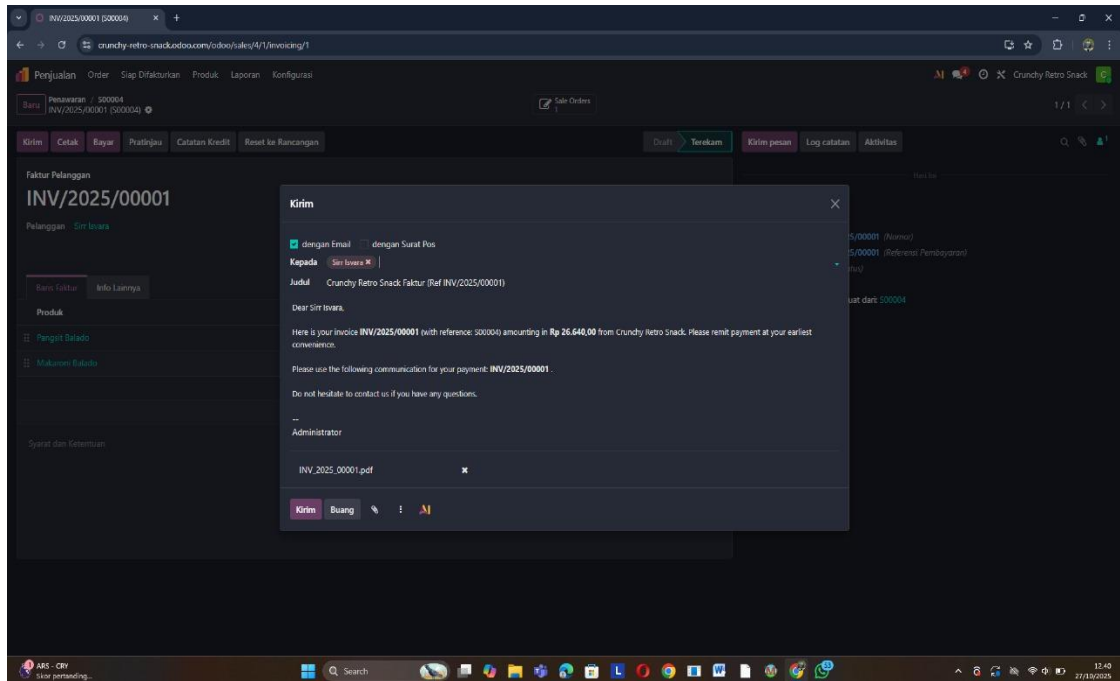 INV/2025/00001 (S00004)
crunchy-retro-snack.odoo.com/odoo/sales/4/1/invoicing/1
Penjualan Order Siap Difakturkan Produk Laporan Konfigurasi
Crunchy Retro Snack C
Baru Penawaran / S00004
INV/2025/00001 (S00004)
Sale Orders
1
1/1
Kirim Cetak Bayar Pratinjau Catatan Kredit Reset ke Rancangan
Draft Terekam
Kirim pesan Log catatan Aktivitas
1
Faktur Pelanggan
INV/2025/00001
Pelanggan Sirr Isvara
Hari Ini
Baris Faktur Info Lainnya
Produk
Pangsit Balado
Makaroni Balado
Syarat dan Ketentuan
5/00001 (Nomor)
5/00001 (Referensi Pembayaran)
uat dari: S00004
Kirim
dengan Email dengan Surat Pos
Kepada Sirr Isvara
Judul Crunchy Retro Snack Faktur (Ref INV/2025/00001)
Dear Sirr Isvara,
Here is your invoice INV/2025/00001 (with reference: S00004) amounting in Rp 26.640,00 from Crunchy Retro Snack. Please remit payment at your earliest
convenience.
Please use the following communication for your payment: INV/2025/00001 .
Do not hesitate to contact us if you have any questions.
--
Administrator
INV_2025_00001.pdf
Kirim Buang AI
ARS - CRY
Skor pertanding...
Search
12.40
27/10/2025